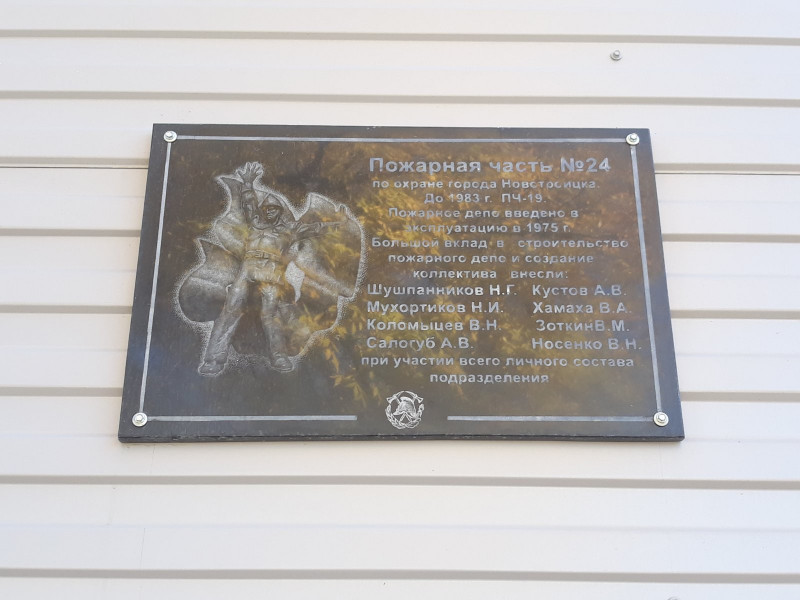 Пожарная часть №24
по охране города Новотроицка.
До 1983 г. ПЧ-19.
Пожарное депо введено в
эксплуатацию в 1975 г.
Большой вклад в строительство
пожарного депо и создание
коллектива внесли:
Шушпанников Н.Г. Кустов А.В.
Мухортиков Н.И. Хамаха В.А.
Коломыцев В.Н. ЗоткинВ.М.
Салогуб А.В. Носенко В.Н.
при участии всего личного состава
подразделения